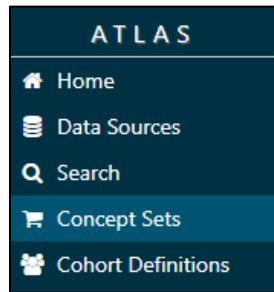 ATLAS
Home
Data Sources
Search
Concept Sets
Cohort Definitions